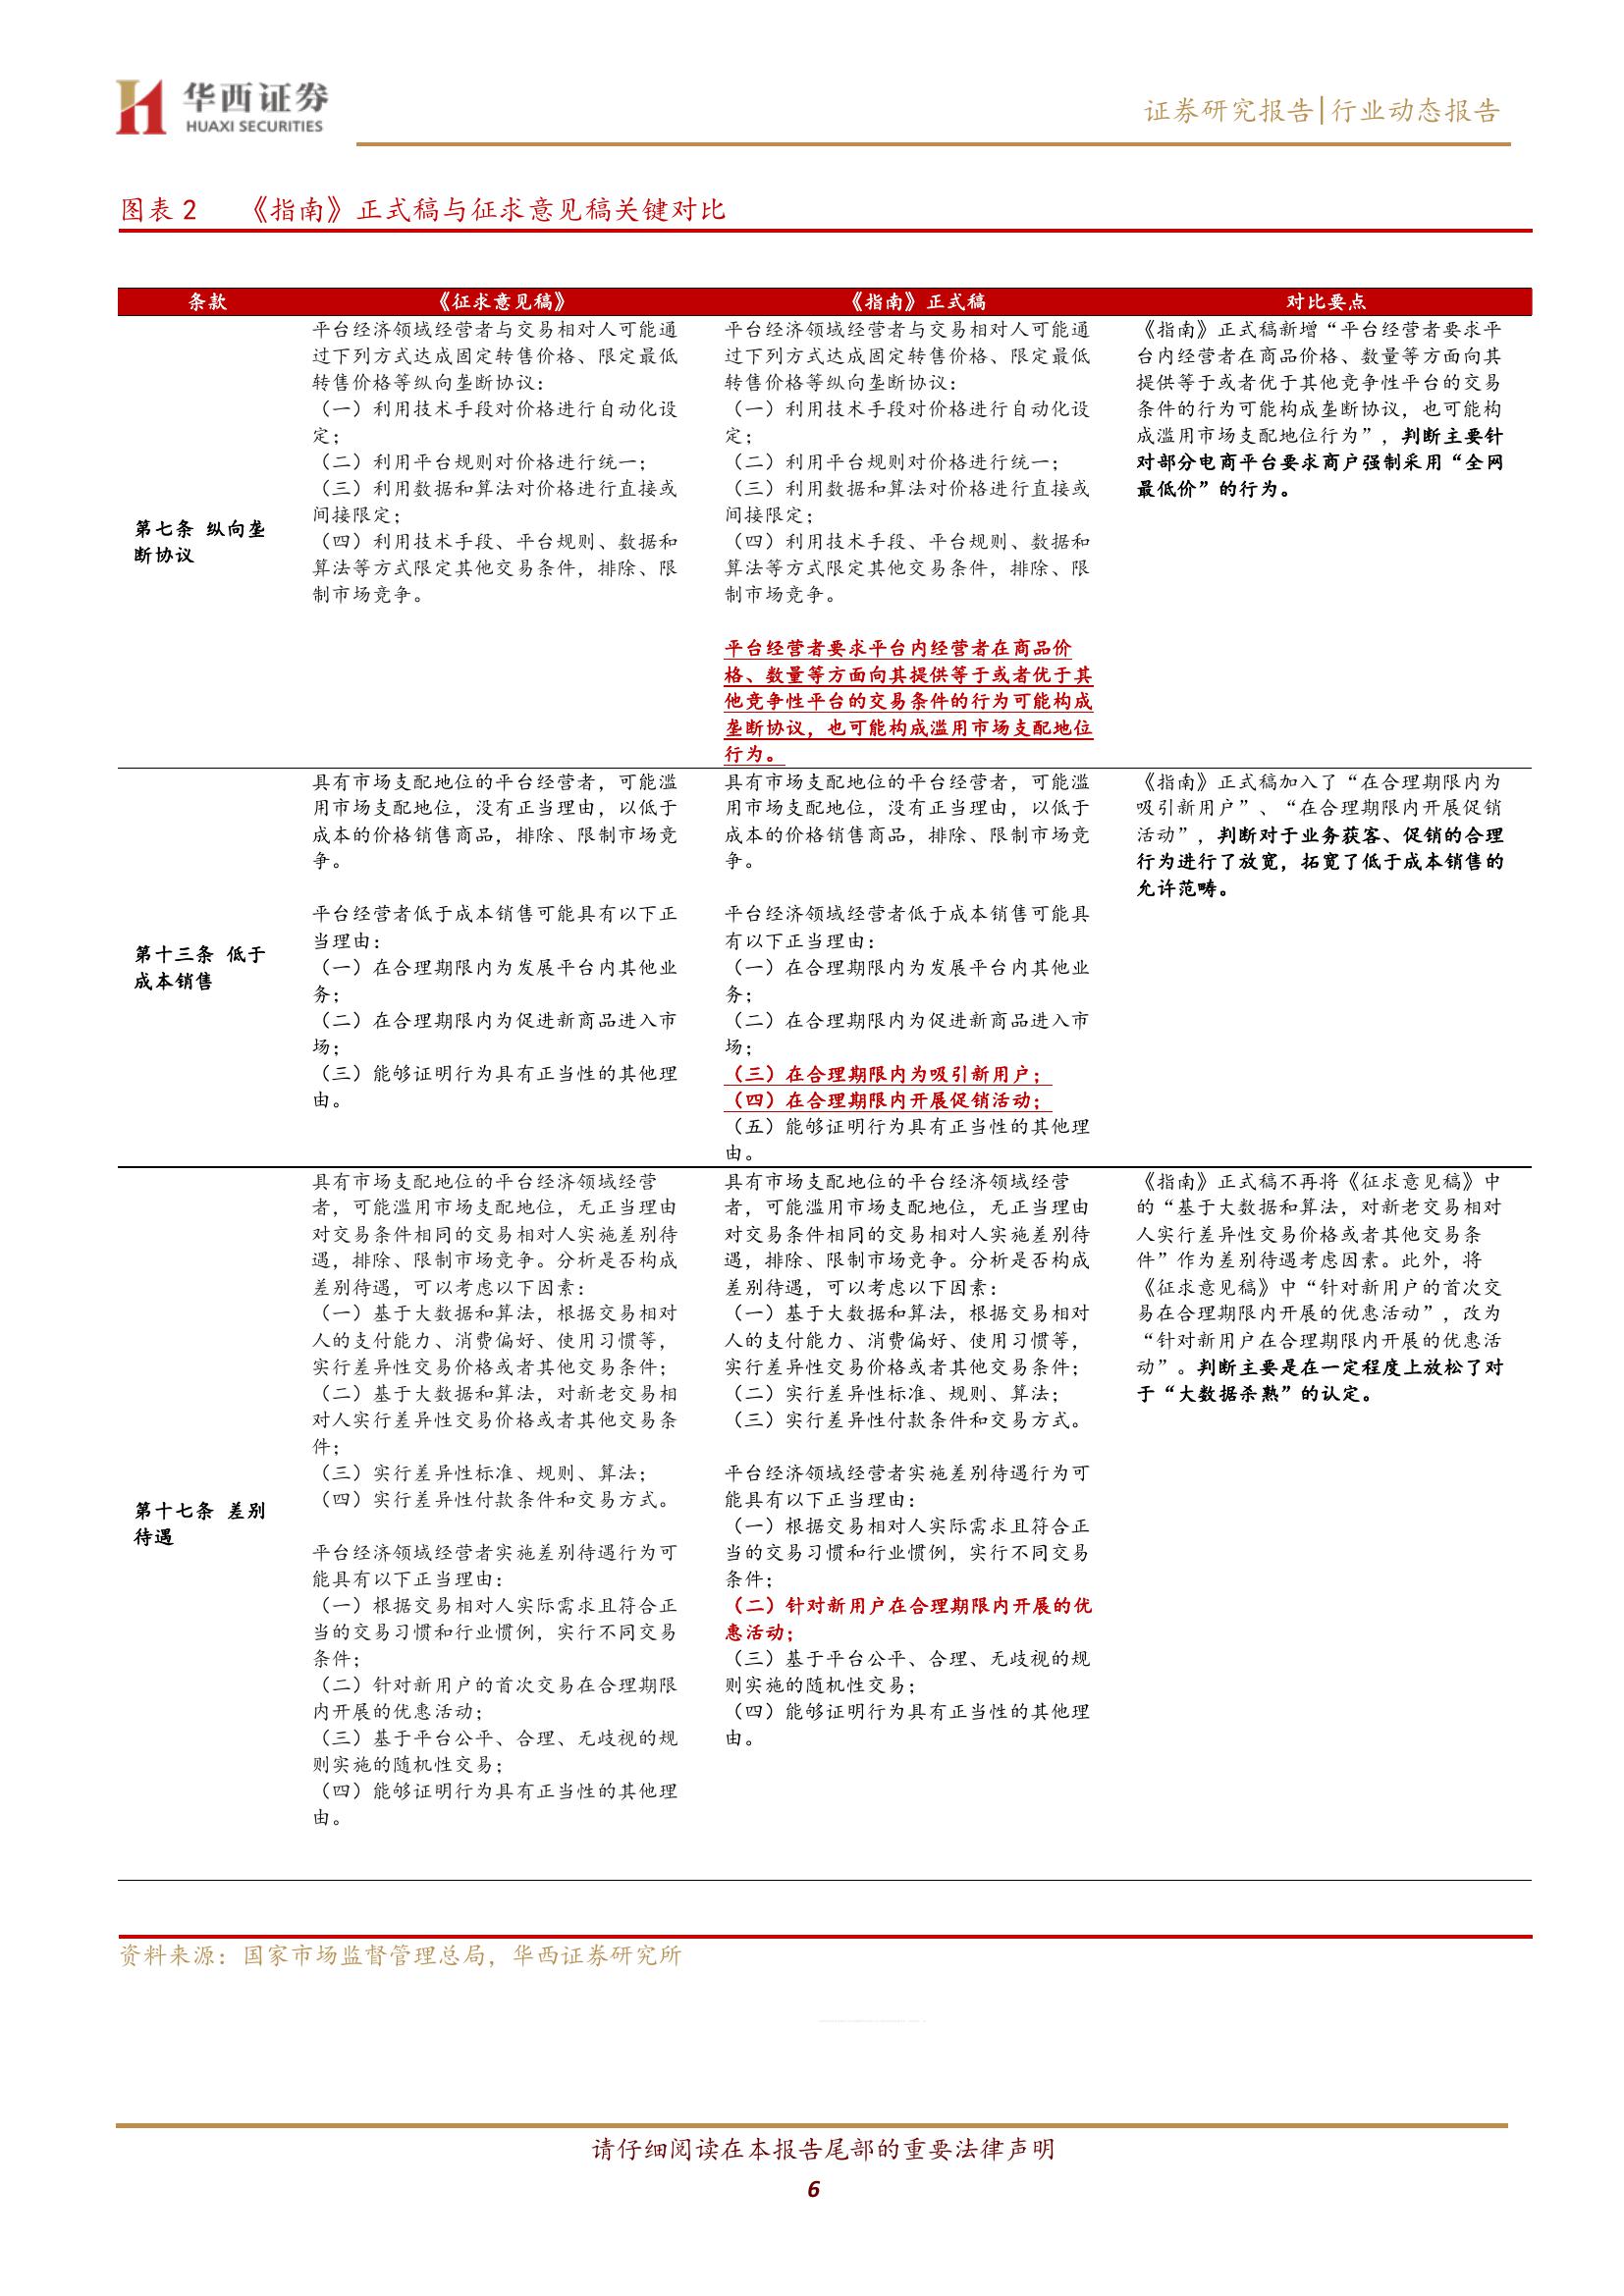 华西证券
HUAXI SECURITIES
证券研究报告|行业动态报告
图表 2 《指南》正式稿与征求意见稿关键对比
条款
《征求意见稿》
《指南》正式稿
对比要点
第七条 纵向垄
断协议
平台经济领域经营者与交易相对人可能通
过下列方式达成固定转售价格、限定最低
转售价格等纵向垄断协议：
（一）利用技术手段对价格进行自动化设
定；
（二）利用平台规则对价格进行统一；
（三）利用数据和算法对价格进行直接或
间接限定；
（四）利用技术手段、平台规则、数据和
算法等方式限定其他交易条件，排除、限
制市场竞争。
平台经济领域经营者与交易相对人可能通
过下列方式达成固定转售价格、限定最低
转售价格等纵向垄断协议：
（一）利用技术手段对价格进行自动化设
定；
（二）利用平台规则对价格进行统一；
（三）利用数据和算法对价格进行直接或
间接限定；
（四）利用技术手段、平台规则、数据和
算法等方式限定其他交易条件，排除、限
制市场竞争。
平台经营者要求平台内经营者在商品价
格、数量等方面向其提供等于或者优于其
他竞争性平台的交易条件的行为可能构成
垄断协议，也可能构成滥用市场支配地位
行为。
《指南》正式稿新增“平台经营者要求平
台内经营者在商品价格、数量等方面向其
提供等于或者优于其他竞争性平台的交易
条件的行为可能构成垄断协议，也可能构
成滥用市场支配地位行为”，判断主要针
对部分电商平台要求商户强制采用“全网
最低价”的行为。
第十三条 低于
成本销售
具有市场支配地位的平台经营者，可能滥
用市场支配地位，没有正当理由，以低于
成本的价格销售商品，排除、限制市场竞
争。
平台经营者低于成本销售可能具有以下正
当理由：
（一）在合理期限内为发展平台内其他业
务；
（二）在合理期限内为促进新商品进入市
场；
（三）能够证明行为具有正当性的其他理
由。
具有市场支配地位的平台经营者，可能滥
用市场支配地位，没有正当理由，以低于
成本的价格销售商品，排除、限制市场竞
争。
平台经济领域经营者低于成本销售可能具
有以下正当理由：
（一）在合理期限内为发展平台内其他业
务；
（二）在合理期限内为促进新商品进入市
场；
（三）在合理期限内为吸引新用户；
（四）在合理期限内开展促销活动；
（五）能够证明行为具有正当性的其他理
由。
《指南》正式稿加入了“在合理期限内为
吸引新用户”、“在合理期限内开展促销
活动”，判断对于业务获客、促销的合理
行为进行了放宽，拓宽了低于成本销售的
允许范畴。
第十七条 差别
待遇
具有市场支配地位的平台经济领域经营
者，可能滥用市场支配地位，无正当理由
对交易条件相同的交易相对人实施差别待
遇，排除、限制市场竞争。分析是否构成
差别待遇，可以考虑以下因素：
（一）基于大数据和算法，根据交易相对
人的支付能力、消费偏好、使用习惯等，
实行差异性交易价格或者其他交易条件；
（二）基于大数据和算法，对新老交易相
对人实行差异性交易价格或者其他交易条
件；
（三）实行差异性标准、规则、算法；
（四）实行差异性付款条件和交易方式。
平台经济领域经营者实施差别待遇行为可
能具有以下正当理由：
（一）根据交易相对人实际需求且符合正
当的交易习惯和行业惯例，实行不同交易
条件；
（二）针对新用户的首次交易在合理期限
内开展的优惠活动；
（三）基于平台公平、合理、无歧视的规
则实施的随机性交易；
（四）能够证明行为具有正当性的其他理
由。
具有市场支配地位的平台经济领域经营
者，可能滥用市场支配地位，无正当理由
对交易条件相同的交易相对人实施差别待
遇，排除、限制市场竞争。分析是否构成
差别待遇，可以考虑以下因素：
（一）基于大数据和算法，根据交易相对
人的支付能力、消费偏好、使用习惯等，
实行差异性交易价格或者其他交易条件；
（二）实行差异性标准、规则、算法；
（三）实行差异性付款条件和交易方式。
平台经济领域经营者实施差别待遇行为可
能具有以下正当理由：
（一）根据交易相对人实际需求且符合正
当的交易习惯和行业惯例，实行不同交易
条件；
（二）针对新用户在合理期限内开展的优
惠活动；
（三）基于平台公平、合理、无歧视的规
则实施的随机性交易；
（四）能够证明行为具有正当性的其他理
由。
《指南》正式稿不再将《征求意见稿》中
的“基于大数据和算法，对新老交易相对
人实行差异性交易价格或者其他交易条
件”作为差别待遇考虑因素。此外，将
《征求意见稿》中“针对新用户的首次交
易在合理期限内开展的优惠活动”，改为
“针对新用户在合理期限内开展的优惠活
动”。判断主要是在一定程度上放松了对
于“大数据杀熟”的认定。
资料来源：国家市场监督管理总局，华西证券研究所
请仔细阅读在本报告尾部的重要法律声明
6